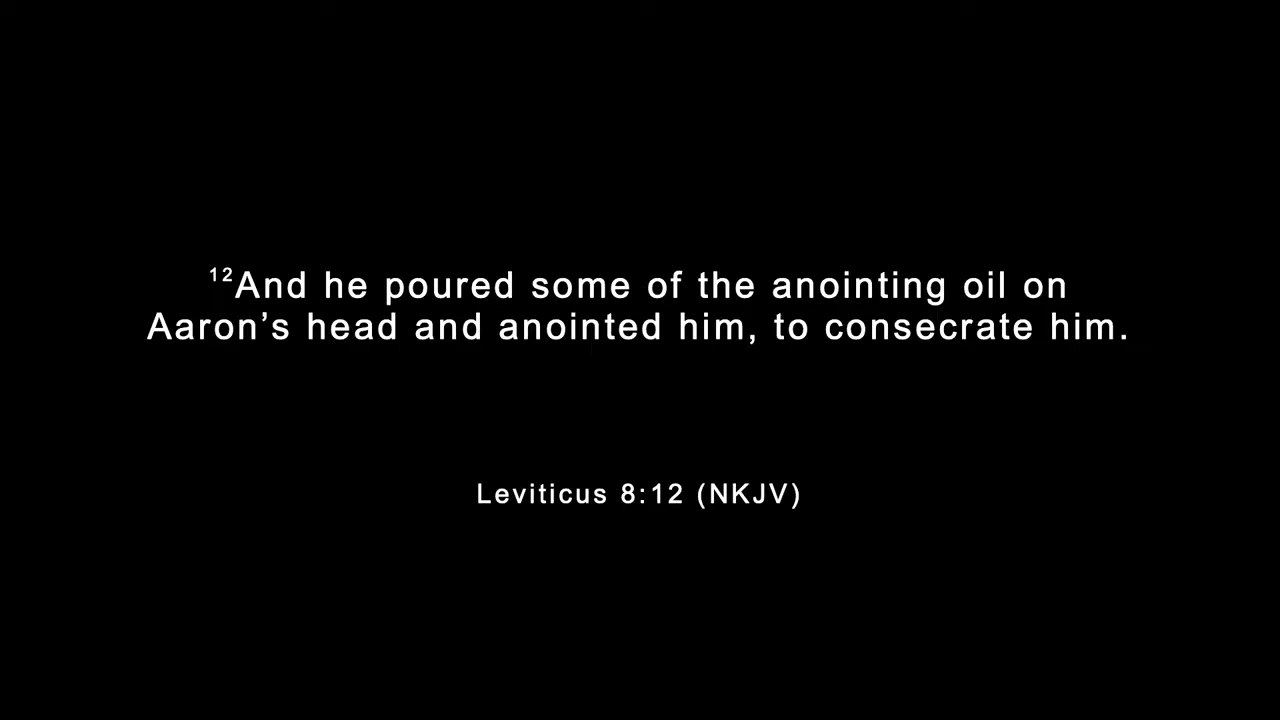 ¹²And he poured some of the anointing oil on
Aaron’s head and anointed him, to consecrate him.
Leviticus 8:12 (NKJV)